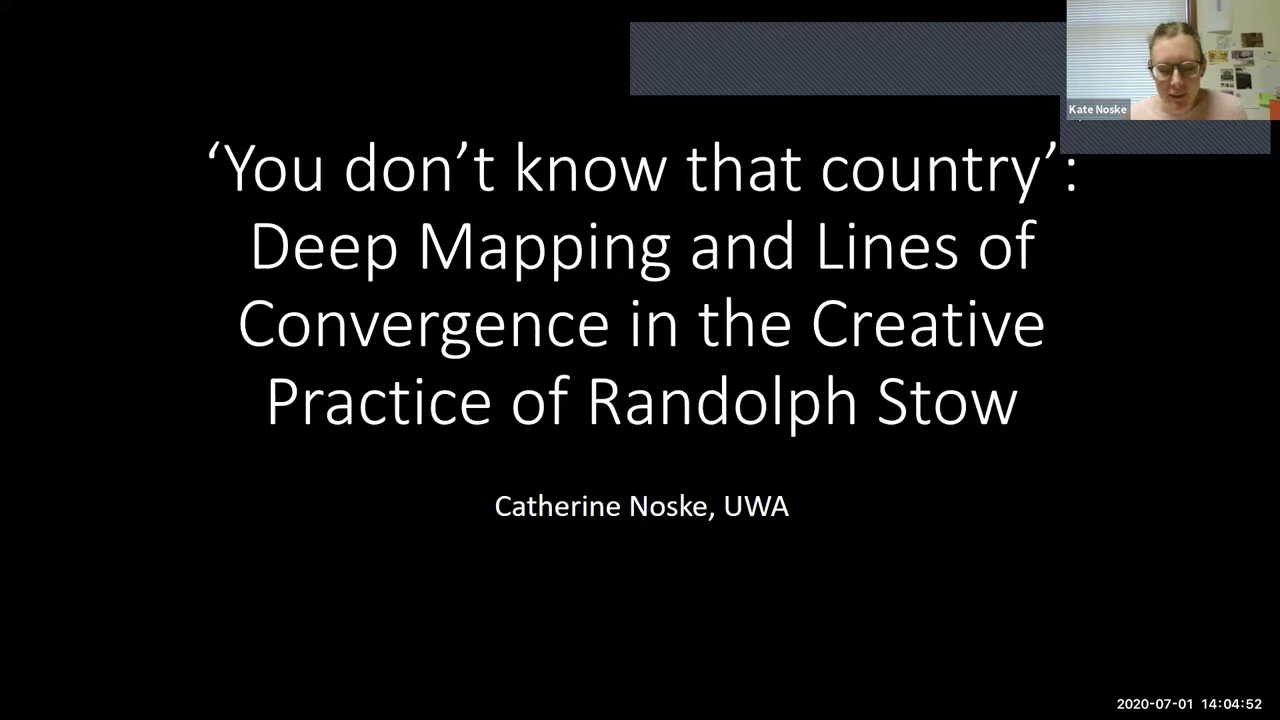 Kate Noske
‘You don’t know that country’:
Deep Mapping and Lines of
Convergence in the Creative
Practice of Randolph Stow
Catherine Noske, UWA
2020-07-01 14:04:52